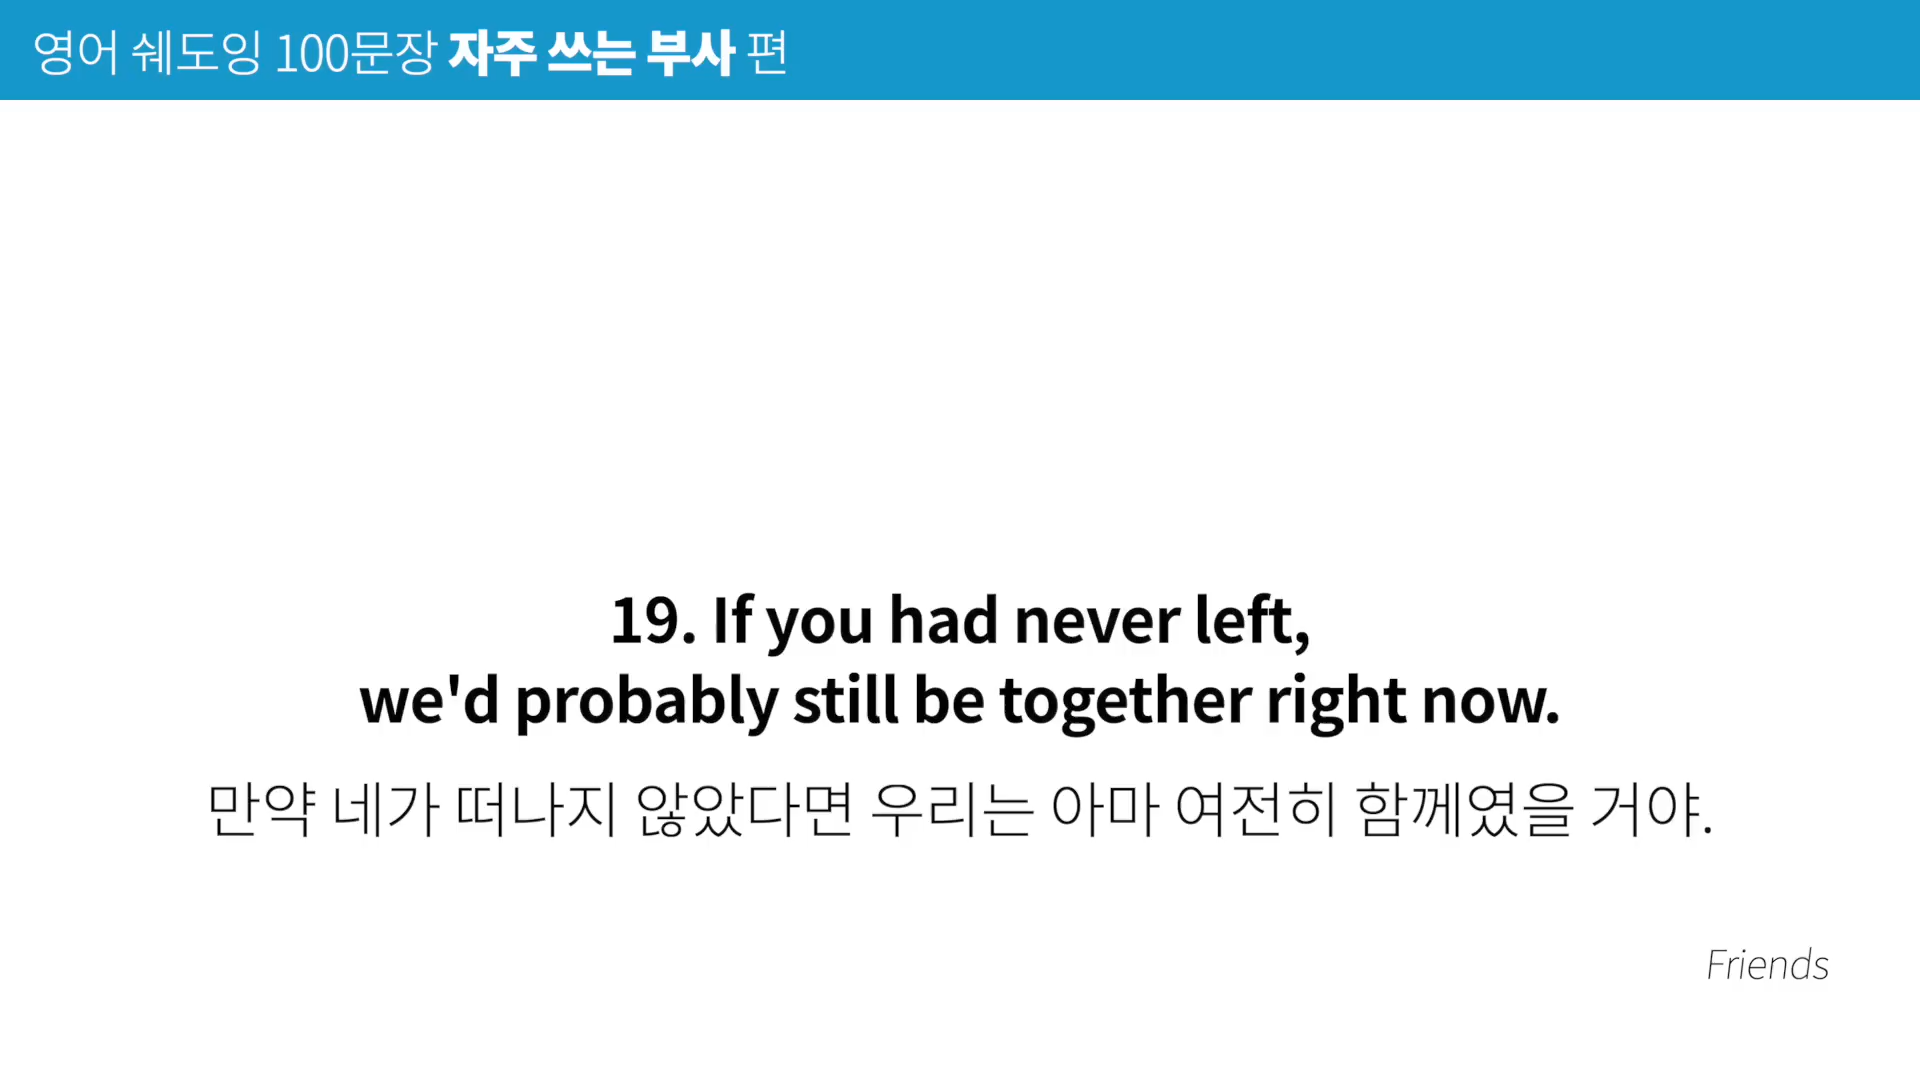 영어 쉐도잉 100문장 자주 쓰는 부사 편
19. If you had never left,
we'd probably still be together right now.
만약 네가 떠나지 않았다면 우리는 아마 여전히 함께였을 거야.
Friends